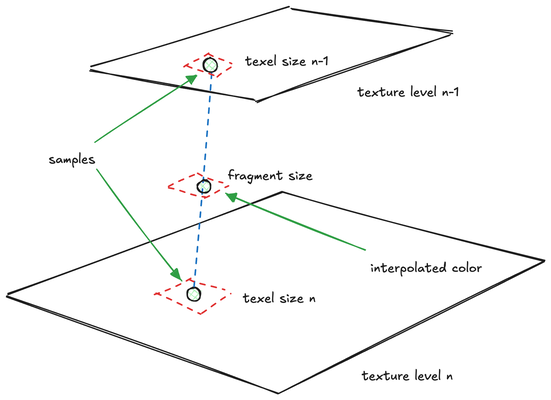 texel size n-1
texture level n-1
samples
fragment size
interpolated color
texel size n
texture level n